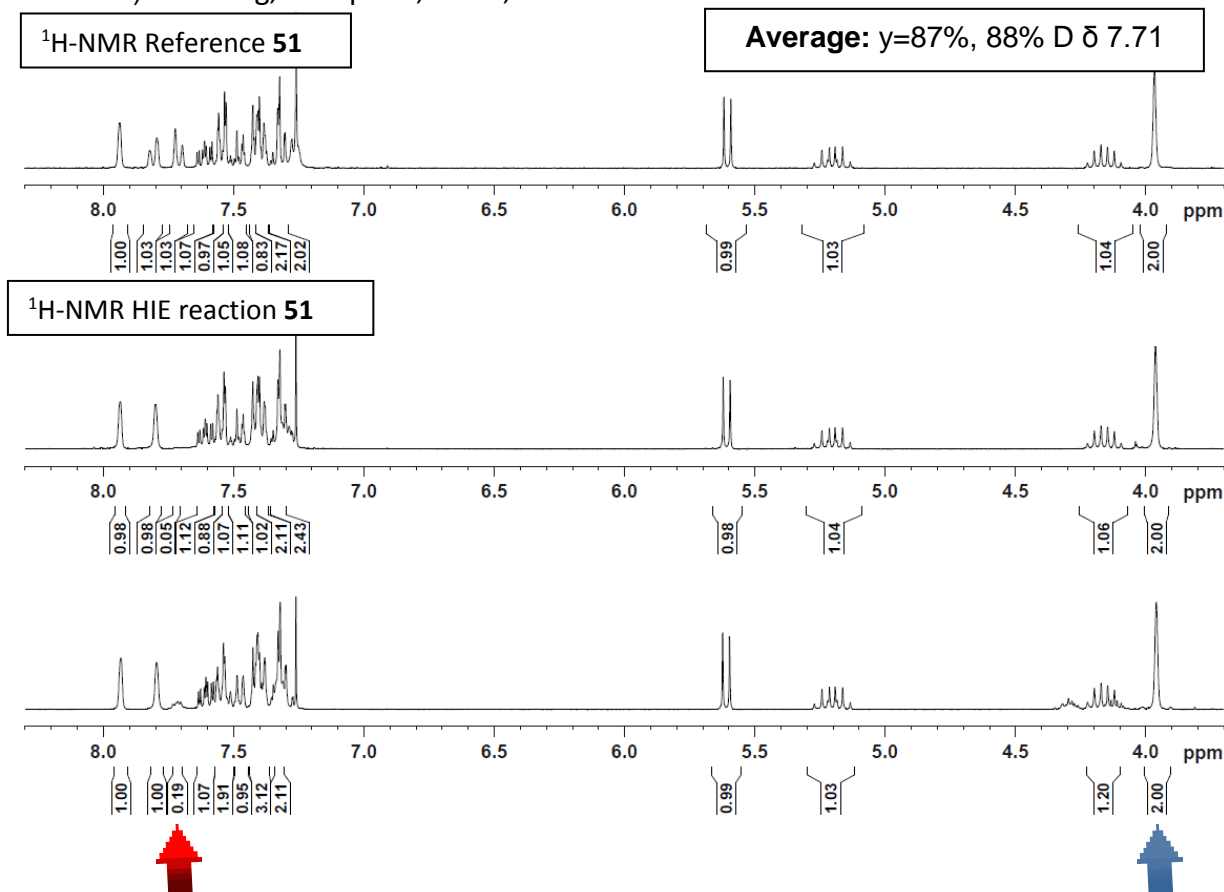 ¹H-NMR Reference 51
Average: y=87%, 88% D δ 7.71
8.0 7.5 7.0 6.5 6.0 5.5 5.0 4.5 4.0 ppm
1.00 1.03 1.03 1.07 0.97 1.05 1.08 0.83 2.17 2.02 0.99 1.03 1.04 2.00
¹H-NMR HIE reaction 51
8.0 7.5 7.0 6.5 6.0 5.5 5.0 4.5 4.0 ppm
0.98 0.98 0.05 1.12 0.88 1.07 1.11 1.02 2.11 2.43 0.98 1.04 1.06 2.00
8.0 7.5 7.0 6.5 6.0 5.5 5.0 4.5 4.0 ppm
1.00 1.00 0.19 1.07 1.91 0.95 3.12 2.11 0.99 1.03 1.20 2.00